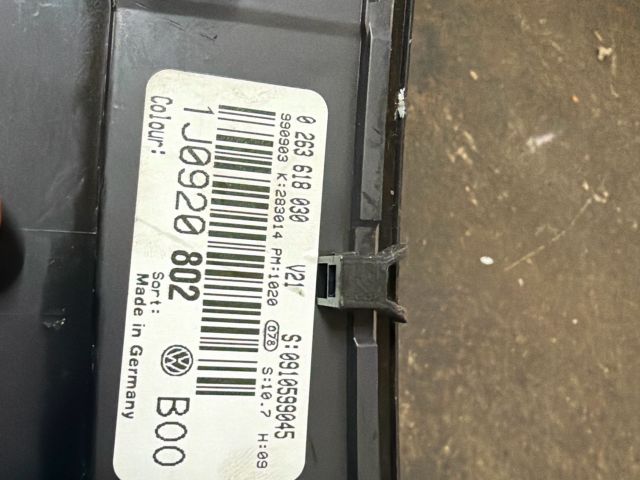 0 263 618 030 V21 S:0910599045
990903 K:283014 PM:1020 078 S:10.7 H:09
1J0920 802 B00
Colour: Sort: Made in Germany